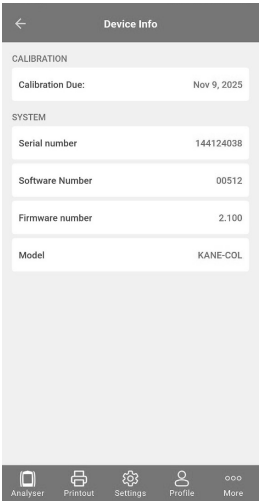 Device Info
CALIBRATION
Calibration Due: Nov 9, 2025
SYSTEM
Serial number 144124038
Software Number 00512
Firmware number 2.100
Model KANE-COL
Analyser Printout Settings Profile More